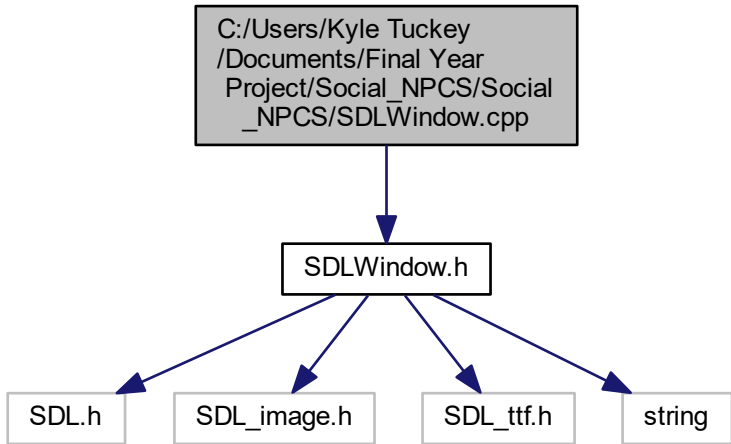 C:/Users/Kyle Tuckey
/Documents/Final Year
Project/Social_NPCS/Social
_NPCS/SDLWindow.cpp
SDLWindow.h
SDL.h
SDL_image.h
SDL_ttf.h
string